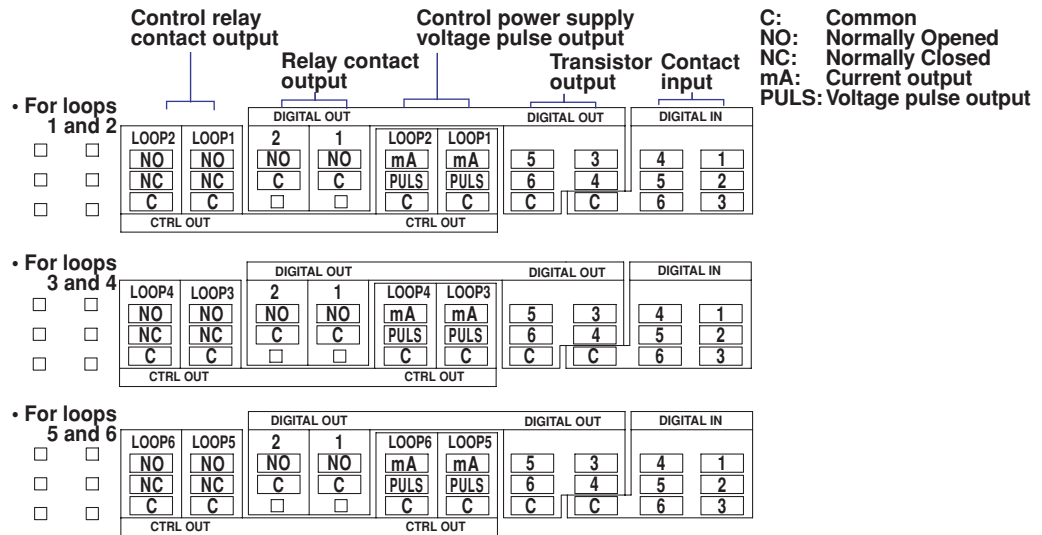 Control relay
contact output
Control power supply
voltage pulse output
Relay contact
output
Transistor
output
Contact
input
C: Common
NO: Normally Opened
NC: Normally Closed
mA: Current output
PULS: Voltage pulse output
• For loops
1 and 2
DIGITAL OUT DIGITAL OUT DIGITAL IN
LOOP2 LOOP1 2 1 LOOP2 LOOP1
NO NO NO NO mA mA 5 3 4 1
NC NC C C PULS PULS 6 4 5 2
C C C C C C 6 3
CTRL OUT
• For loops
3 and 4
DIGITAL OUT DIGITAL OUT DIGITAL IN
LOOP4 LOOP3 2 1 LOOP4 LOOP3
NO NO NO NO mA mA 5 3 4 1
NC NC C C PULS PULS 6 4 5 2
C C C C C C 6 3
CTRL OUT CTRL OUT
• For loops
5 and 6
DIGITAL OUT DIGITAL OUT DIGITAL IN
LOOP6 LOOP5 2 1 LOOP6 LOOP5
NO NO NO NO mA mA 5 3 4 1
NC NC C C PULS PULS 6 4 5 2
C C C C C C 6 3
CTRL OUT CTRL OUT